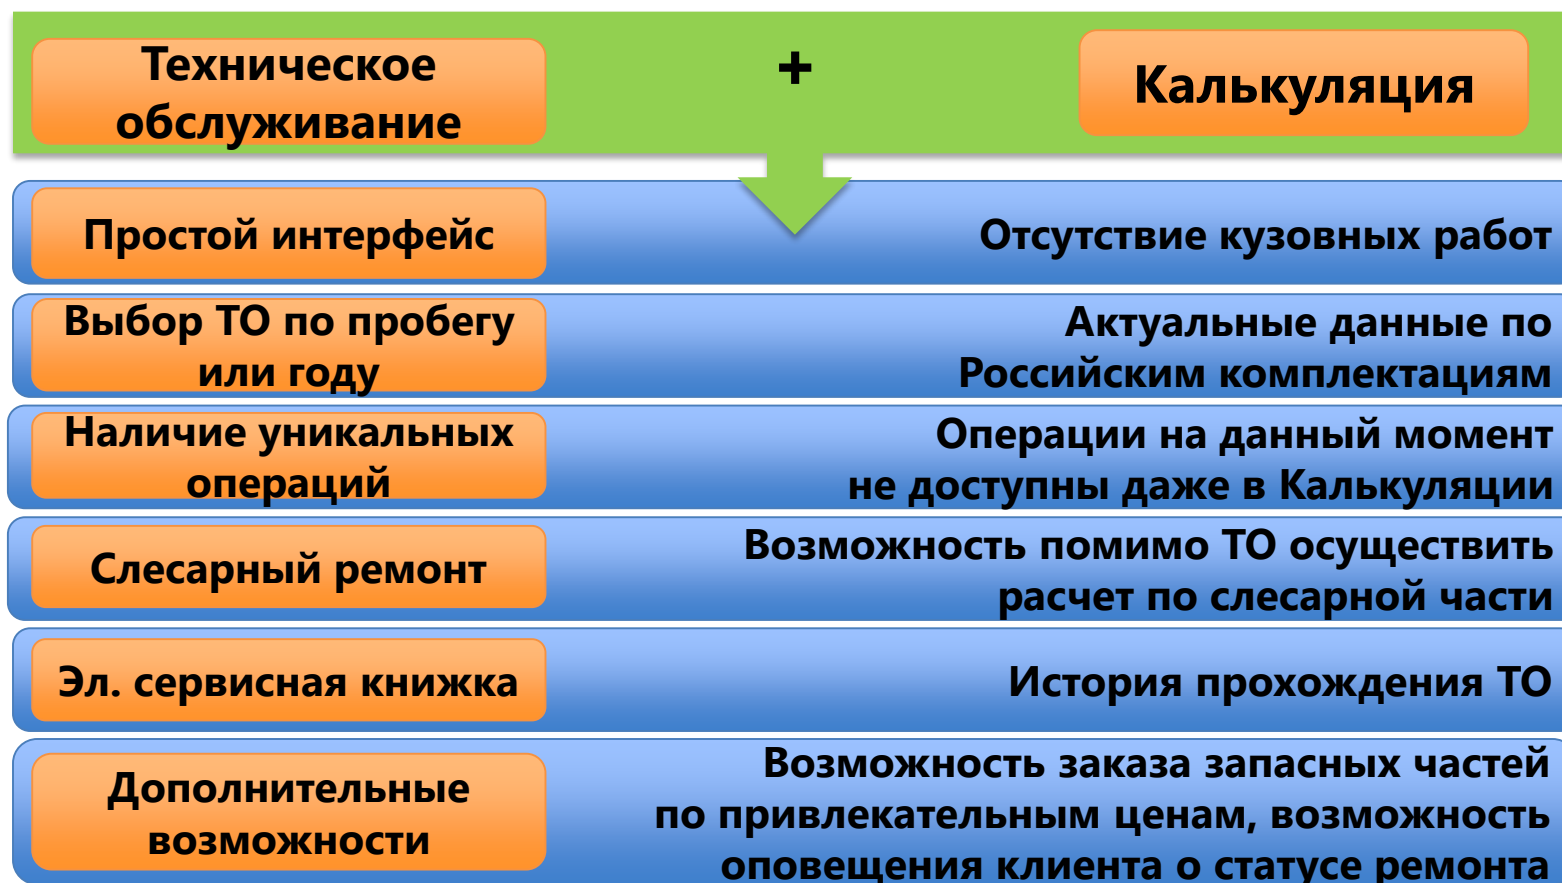 Техническое
обслуживание
+
Калькуляция
Простой интерфейс
Отсутствие кузовных работ
Выбор ТО по пробегу
или году
Актуальные данные по
Российским комплектациям
Наличие уникальных
операций
Операции на данный момент
не доступны даже в Калькуляции
Слесарный ремонт
Возможность помимо ТО осуществить
расчет по слесарной части
Эл. сервисная книжка
История прохождения ТО
Дополнительные
возможности
Возможность заказа запасных частей
по привлекательным ценам, возможность
оповещения клиента о статусе ремонта